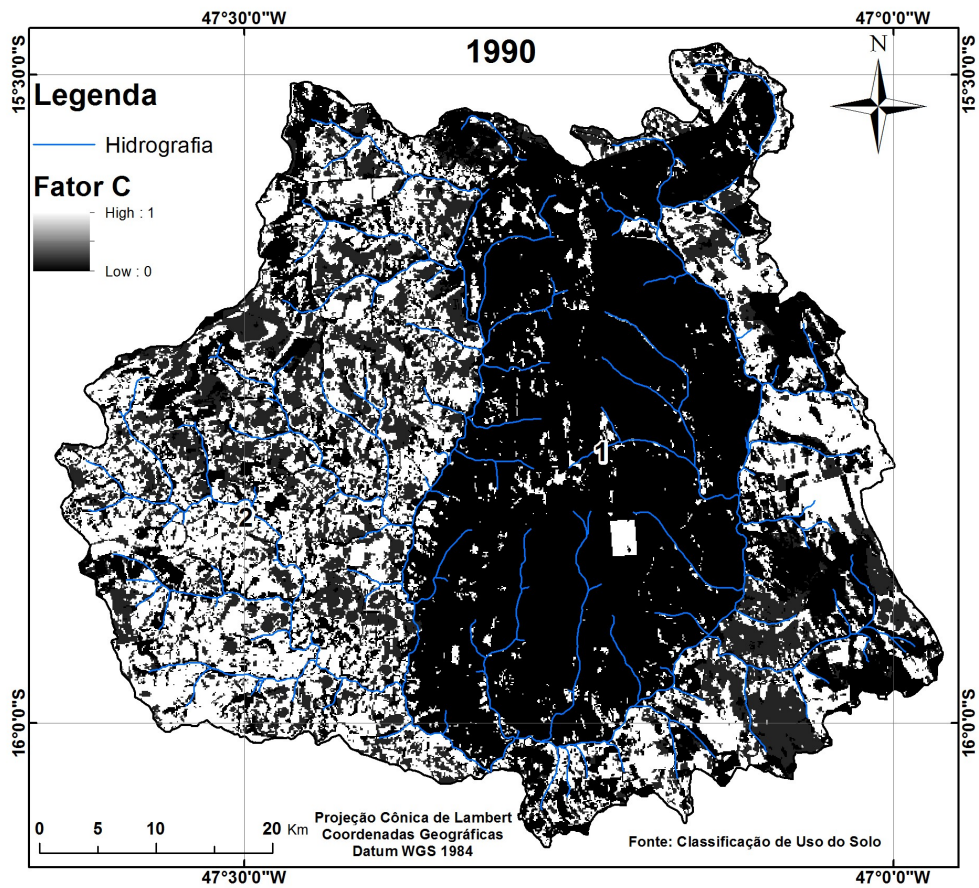 47°30'0"W 47°0'0"W
1990
N
15°30'0"S
15°30'0"S
Legenda
Hidrografia
Fator C
High : 1
Low : 0
1
2
16°0'0"S
16°0'0"S
0 5 10 20 Km
Projeção Cônica de Lambert
Coordenadas Geográficas
Datum WGS 1984
Fonte: Classificação de Uso do Solo
47°30'0"W 47°0'0"W